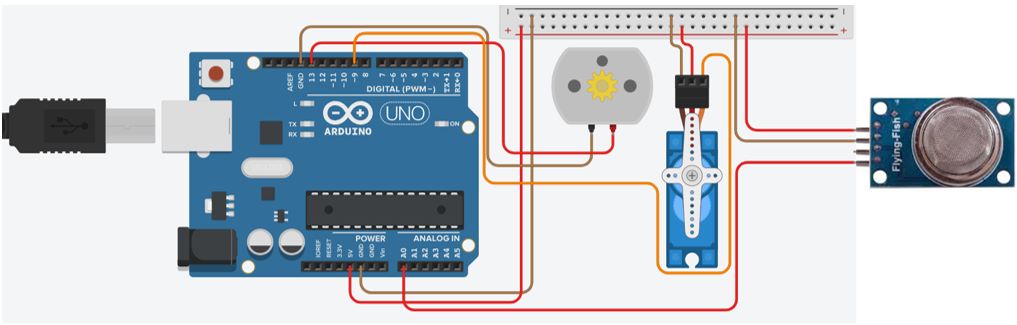 AREF
GND
13
12
~11
~10
~9
8
7
~6
~5
4
~3
2
TX→1
RX←0
L
DIGITAL (PWM~)
TX
RX
UNO
ON
ARDUINO
Flying-Fish
POWER
ANALOG IN
IOREF
RESET
3.3V
5V
GND
GND
Vin
A0
A1
A2
A3
A4
A5